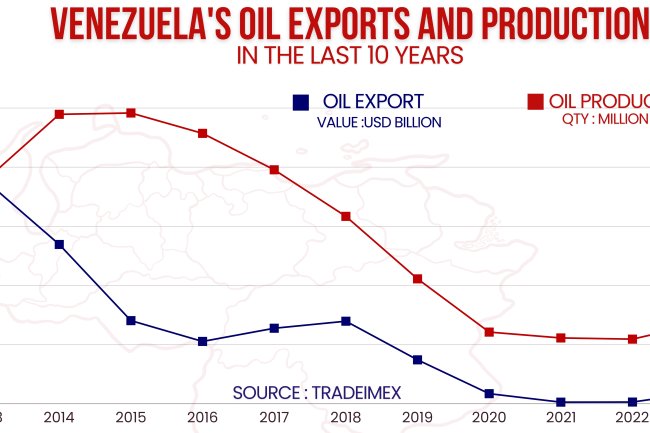 VENEZUELA'S OIL EXPORTS AND PRODUCTION
IN THE LAST 10 YEARS
OIL EXPORT
VALUE :USD BILLION
OIL PRODUC
QTY : MILLION
SOURCE : TRADEIMEX
2014 2015 2016 2017 2018 2019 2020 2021 2022